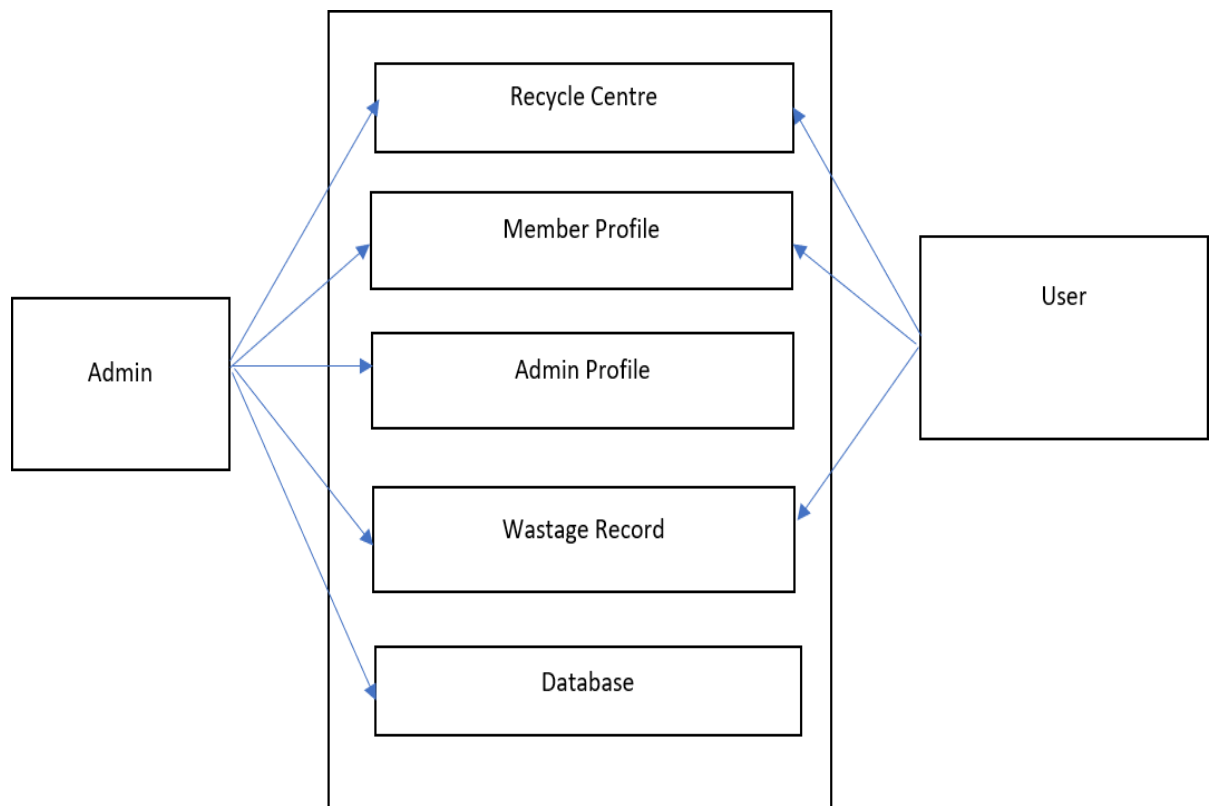 Recycle Centre
Member Profile
User
Admin
Admin Profile
Wastage Record
Database